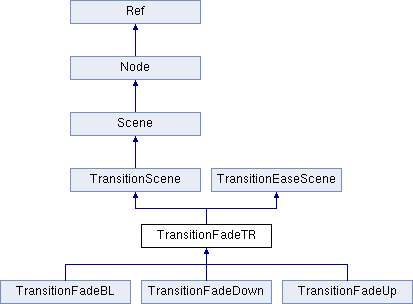 Ref
Node
Scene
TransitionScene TransitionEaseScene
TransitionFadeTR
TransitionFadeBL TransitionFadeDown TransitionFadeUp